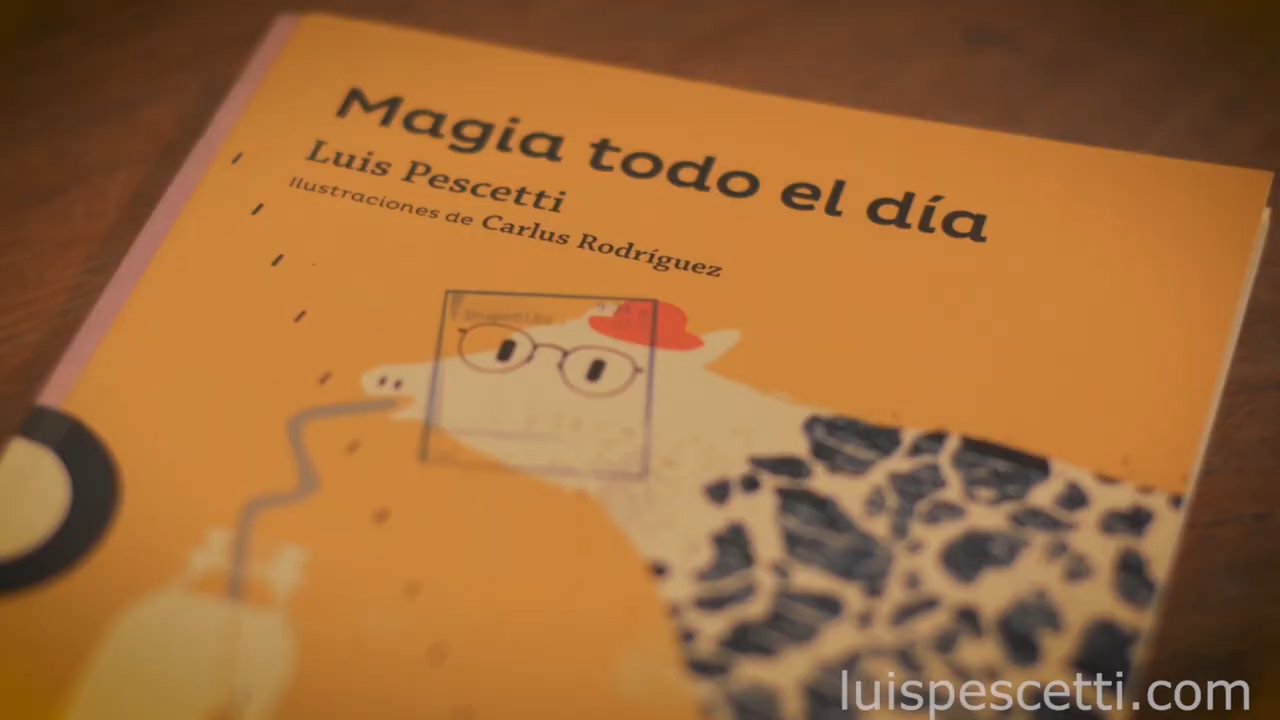 Magia todo el día
Luis Pescetti
Ilustraciones de Carlus Rodríguez
luispescetti.com